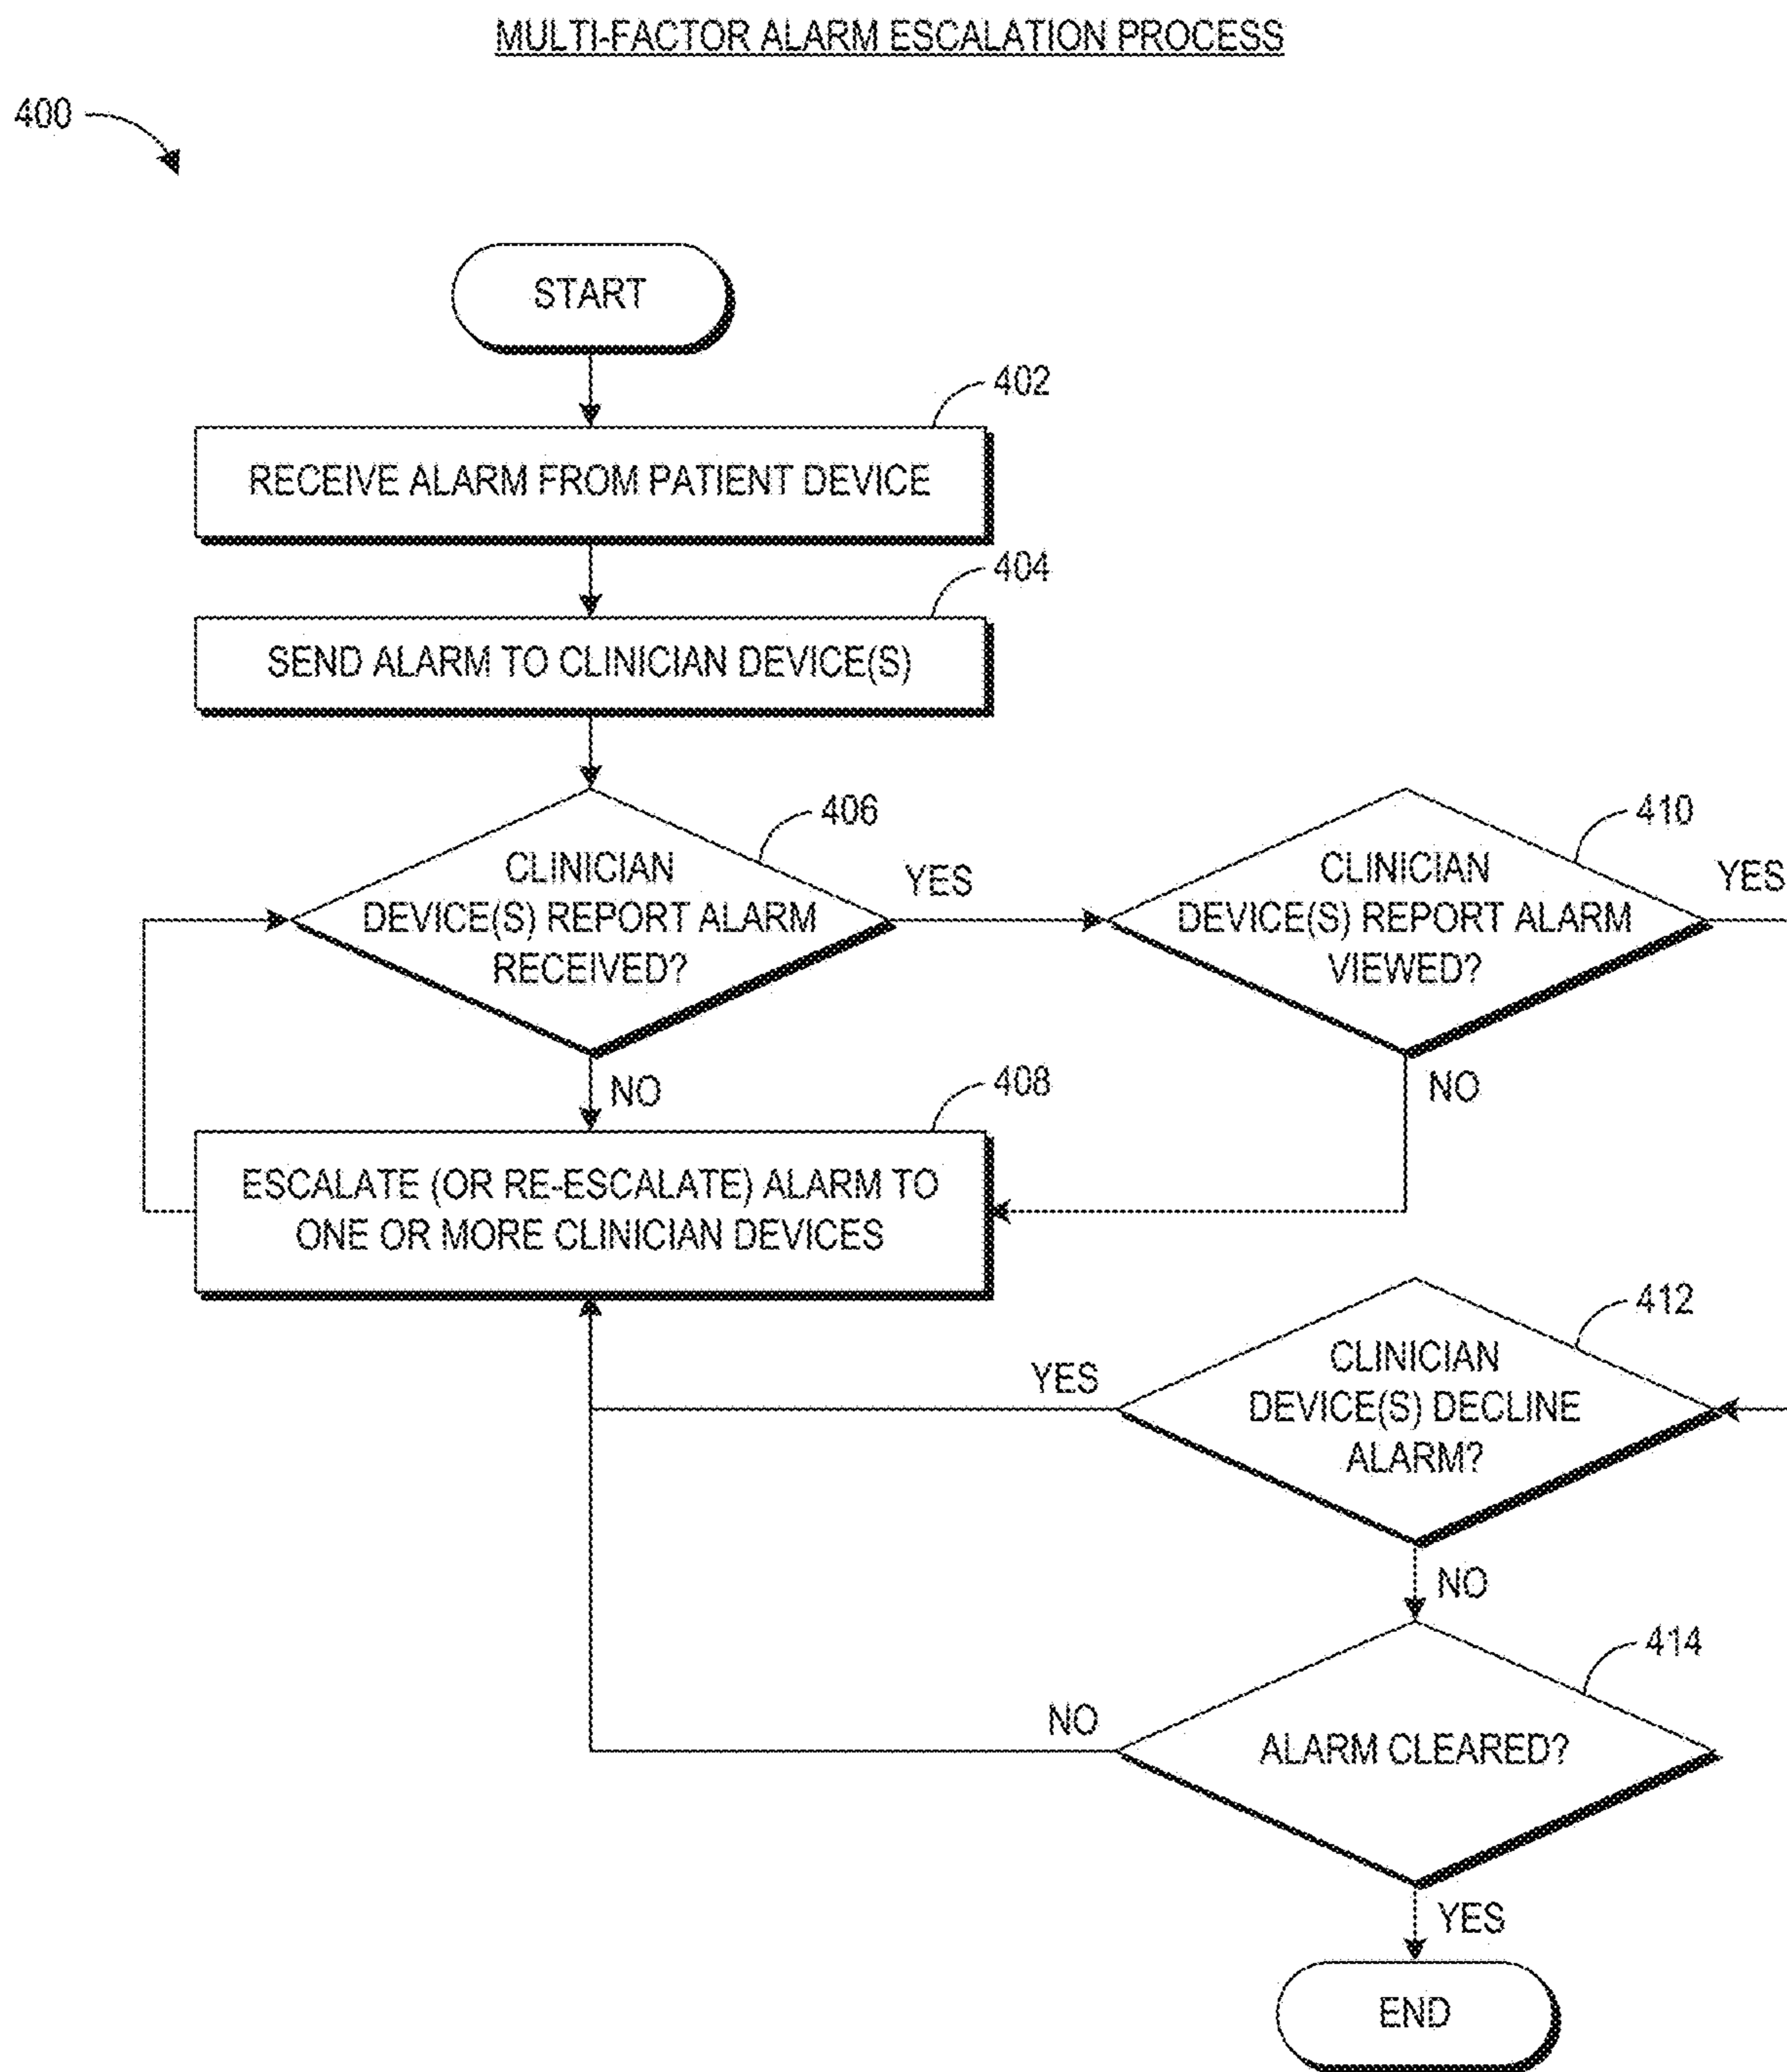 MULTI-FACTOR ALARM ESCALATION PROCESS
400
START
402
RECEIVE ALARM FROM PATIENT DEVICE
404
SEND ALARM TO CLINICIAN DEVICE(S)
406
CLINICIAN
DEVICE(S) REPORT ALARM
RECEIVED?
YES
410
CLINICIAN
DEVICE(S) REPORT ALARM
VIEWED?
YES
NO
NO
408
ESCALATE (OR RE-ESCALATE) ALARM TO
ONE OR MORE CLINICIAN DEVICES
412
CLINICIAN
DEVICE(S) DECLINE
ALARM?
YES
NO
414
ALARM CLEARED?
NO
YES
END